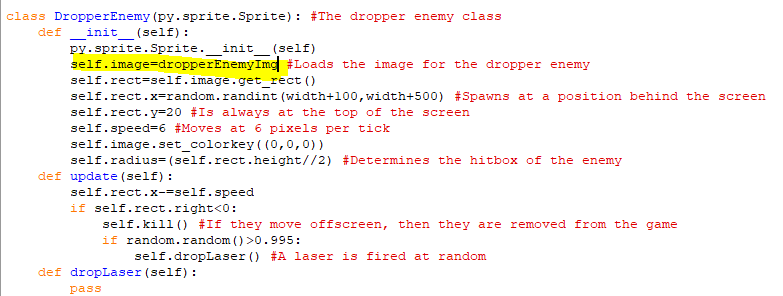 class DropperEnemy(py.sprite.Sprite): #The dropper enemy class
    def __init__(self):
        py.sprite.Sprite.__init__(self)
        self.image=dropperEnemyImg #Loads the image for the dropper enemy
        self.rect=self.image.get_rect()
        self.rect.x=random.randint(width+100,width+500) #Spawns at a position behind the screen
        self.rect.y=20 #Is always at the top of the screen
        self.speed=6 #Moves at 6 pixels per tick
        self.image.set_colorkey((0,0,0))
        self.radius=(self.rect.height//2) #Determines the hitbox of the enemy
    def update(self):
        self.rect.x-=self.speed
        if self.rect.right<0:
            self.kill() #If they move offscreen, then they are removed from the game
            if random.random()>0.995:
                self.dropLaser() #A laser is fired at random
    def dropLaser(self):
        pass